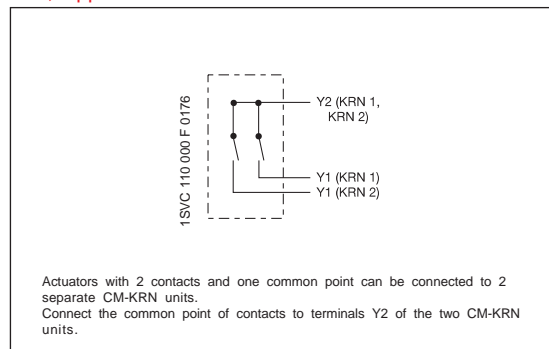 Y2 (KRN 1,
KRN 2)
1SVC 110 000 F 0176
Y1 (KRN 1)
Y1 (KRN 2)
Actuators with 2 contacts and one common point can be connected to 2
separate CM-KRN units.
Connect the common point of contacts to terminals Y2 of the two CM-KRN
units.